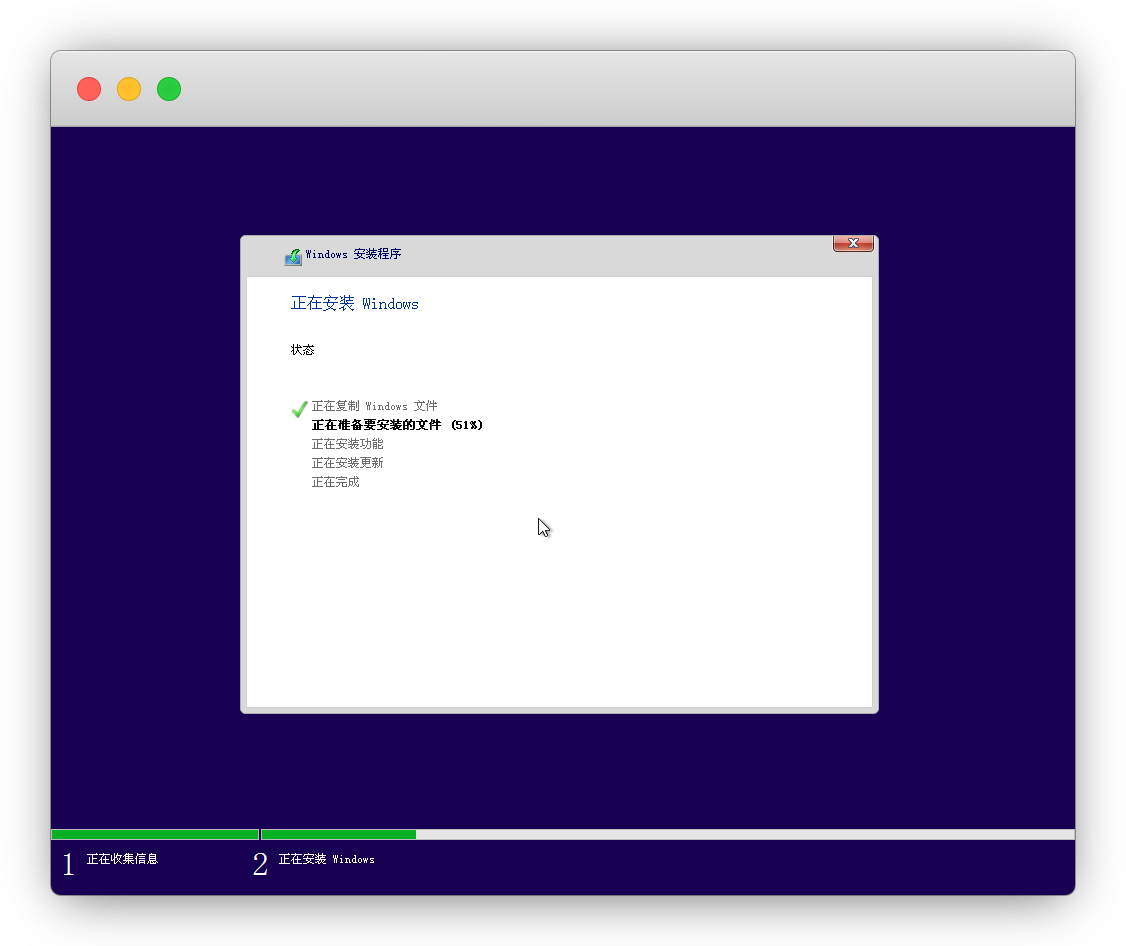 Windows 安装程序
正在安装 Windows
状态
正在复制 Windows 文件
正在准备要安装的文件 (51%)
正在安装功能
正在安装更新
正在完成
1 正在收集信息
2 正在安装 Windows